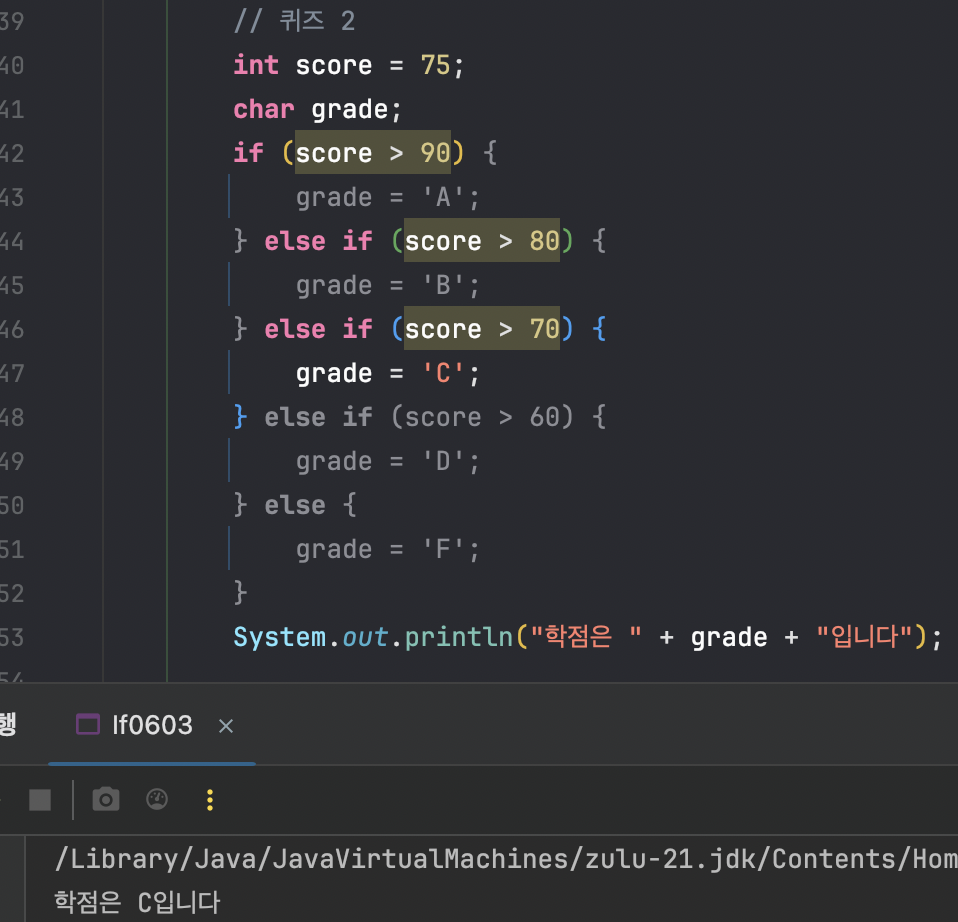 39 // 퀴즈 2
40 int score = 75;
41 char grade;
42 if (score > 90) {
43 grade = 'A';
44 } else if (score > 80) {
45 grade = 'B';
46 } else if (score > 70) {
47 grade = 'C';
48 } else if (score > 60) {
49 grade = 'D';
50 } else {
51 grade = 'F';
52 }
53 System.out.println("학점은 " + grade + "입니다");
54
행 If0603 ×
/Library/Java/JavaVirtualMachines/zulu-21.jdk/Contents/Hom
학점은 C입니다